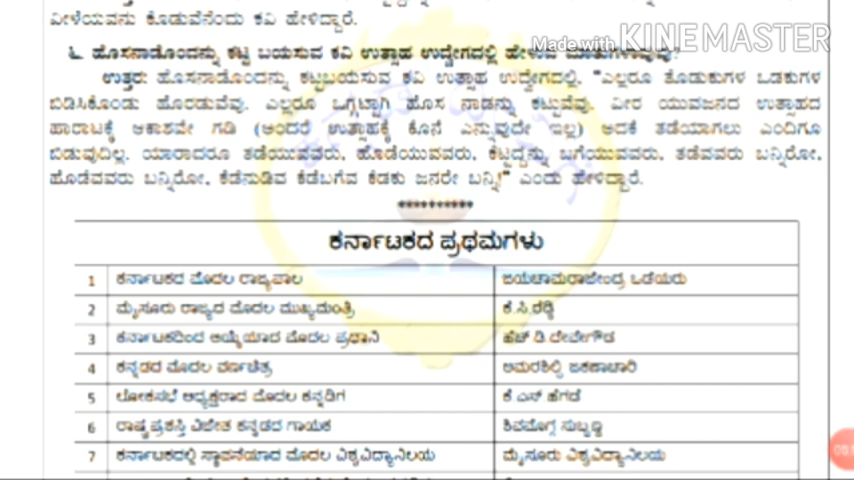 ವೀಳೆಯವನು ಕೊಡುವೆನೆಂದು ಕವಿ ಹೇಳಿದ್ದಾರೆ.
Made with KINEMASTER
೬. ಹೊಸನಾಡೊಂದನ್ನು ಕಟ್ಟ ಬಯಸುವ ಕವಿ ಉತ್ಸಾಹ ಉದ್ವೇಗದಲ್ಲಿ ಹೇಳುವ ಮಾತುಗಳಾವುವು?
ಉತ್ತರ: ಹೊಸನಾಡೊಂದನ್ನು ಕಟ್ಟಬಯಸುವ ಕವಿ ಉತ್ಸಾಹ ಉದ್ವೇಗದಲ್ಲಿ, "ಎಲ್ಲರೂ ತೊಡುಕುಗಳ ಒಡಕುಗಳ
ಬಿಡಿಸಿಕೊಂಡು ಹೊರಡುವೆವು. ಎಲ್ಲರೂ ಒಗ್ಗಟ್ಟಾಗಿ ಹೊಸ ನಾಡನ್ನು ಕಟ್ಟುವೆವು. ವೀರ ಯುವಜನದ ಉತ್ಸಾಹದ
ಹಾರಾಟಕ್ಕೆ ಆಕಾಶವೇ ಗಡಿ (ಅಂದರೆ ಉತ್ಸಾಹಕ್ಕೆ ಕೊನೆ ಎನ್ನುವುದೇ ಇಲ್ಲ) ಅದಕೆ ತಡೆಯಾಗಲು ಎಂದಿಗೂ
ಬಿಡುವುದಿಲ್ಲ. ಯಾರಾದರೂ ತಡೆಯುವವರು, ಹೊಡೆಯುವವರು, ಕೆಟ್ಟದ್ದನ್ನು ಬಗೆಯುವವರು, ತಡೆವವರು ಬನ್ನಿರೋ,
ಹೊಡೆವವರು ಬನ್ನಿರೋ, ಕೆಡೆನುಡಿವ ಕೆಡೆಬಗೆವ ಕೆಡಕು ಜನರೇ ಬನ್ನಿ!" ಎಂದು ಹೇಳಿದ್ದಾರೆ.
**********
ಕರ್ನಾಟಕದ ಪ್ರಥಮಗಳು
1 ಕರ್ನಾಟಕದ ಮೊದಲ ರಾಜ್ಯಪಾಲ ಜಯಚಾಮರಾಜೇಂದ್ರ ಒಡೆಯರು
2 ಮೈಸೂರು ರಾಜ್ಯದ ಮೊದಲ ಮುಖ್ಯಮಂತ್ರಿ ಕೆ.ಸಿ.ರೆಡ್ಡಿ
3 ಕರ್ನಾಟಕದಿಂದ ಆಯ್ಕೆಯಾದ ಮೊದಲ ಪ್ರಧಾನಿ ಹೆಚ್ ಡಿ.ದೇವೇಗೌಡ
4 ಕನ್ನಡದ ಮೊದಲ ವರ್ಣಚಿತ್ರ ಅಮರಶಿಲ್ಪಿ ಜಕಣಾಚಾರಿ
5 ಲೋಕಸಭೆ ಅಧ್ಯಕ್ಷರಾದ ಮೊದಲ ಕನ್ನಡಿಗ ಕೆ ಎಸ್ ಹೆಗಡೆ
6 ರಾಷ್ಟ್ರಪ್ರಶಸ್ತಿ ವಿಜೇತ ಕನ್ನಡದ ಗಾಯಕ ಶಿವಮೊಗ್ಗ ಸುಬ್ಬಣ್ಣ
7 ಕರ್ನಾಟಕದಲ್ಲಿ ಸ್ಥಾಪನೆಯಾದ ಮೊದಲ ವಿಶ್ವವಿದ್ಯಾನಿಲಯ ಮೈಸೂರು ವಿಶ್ವವಿದ್ಯಾನಿಲಯ